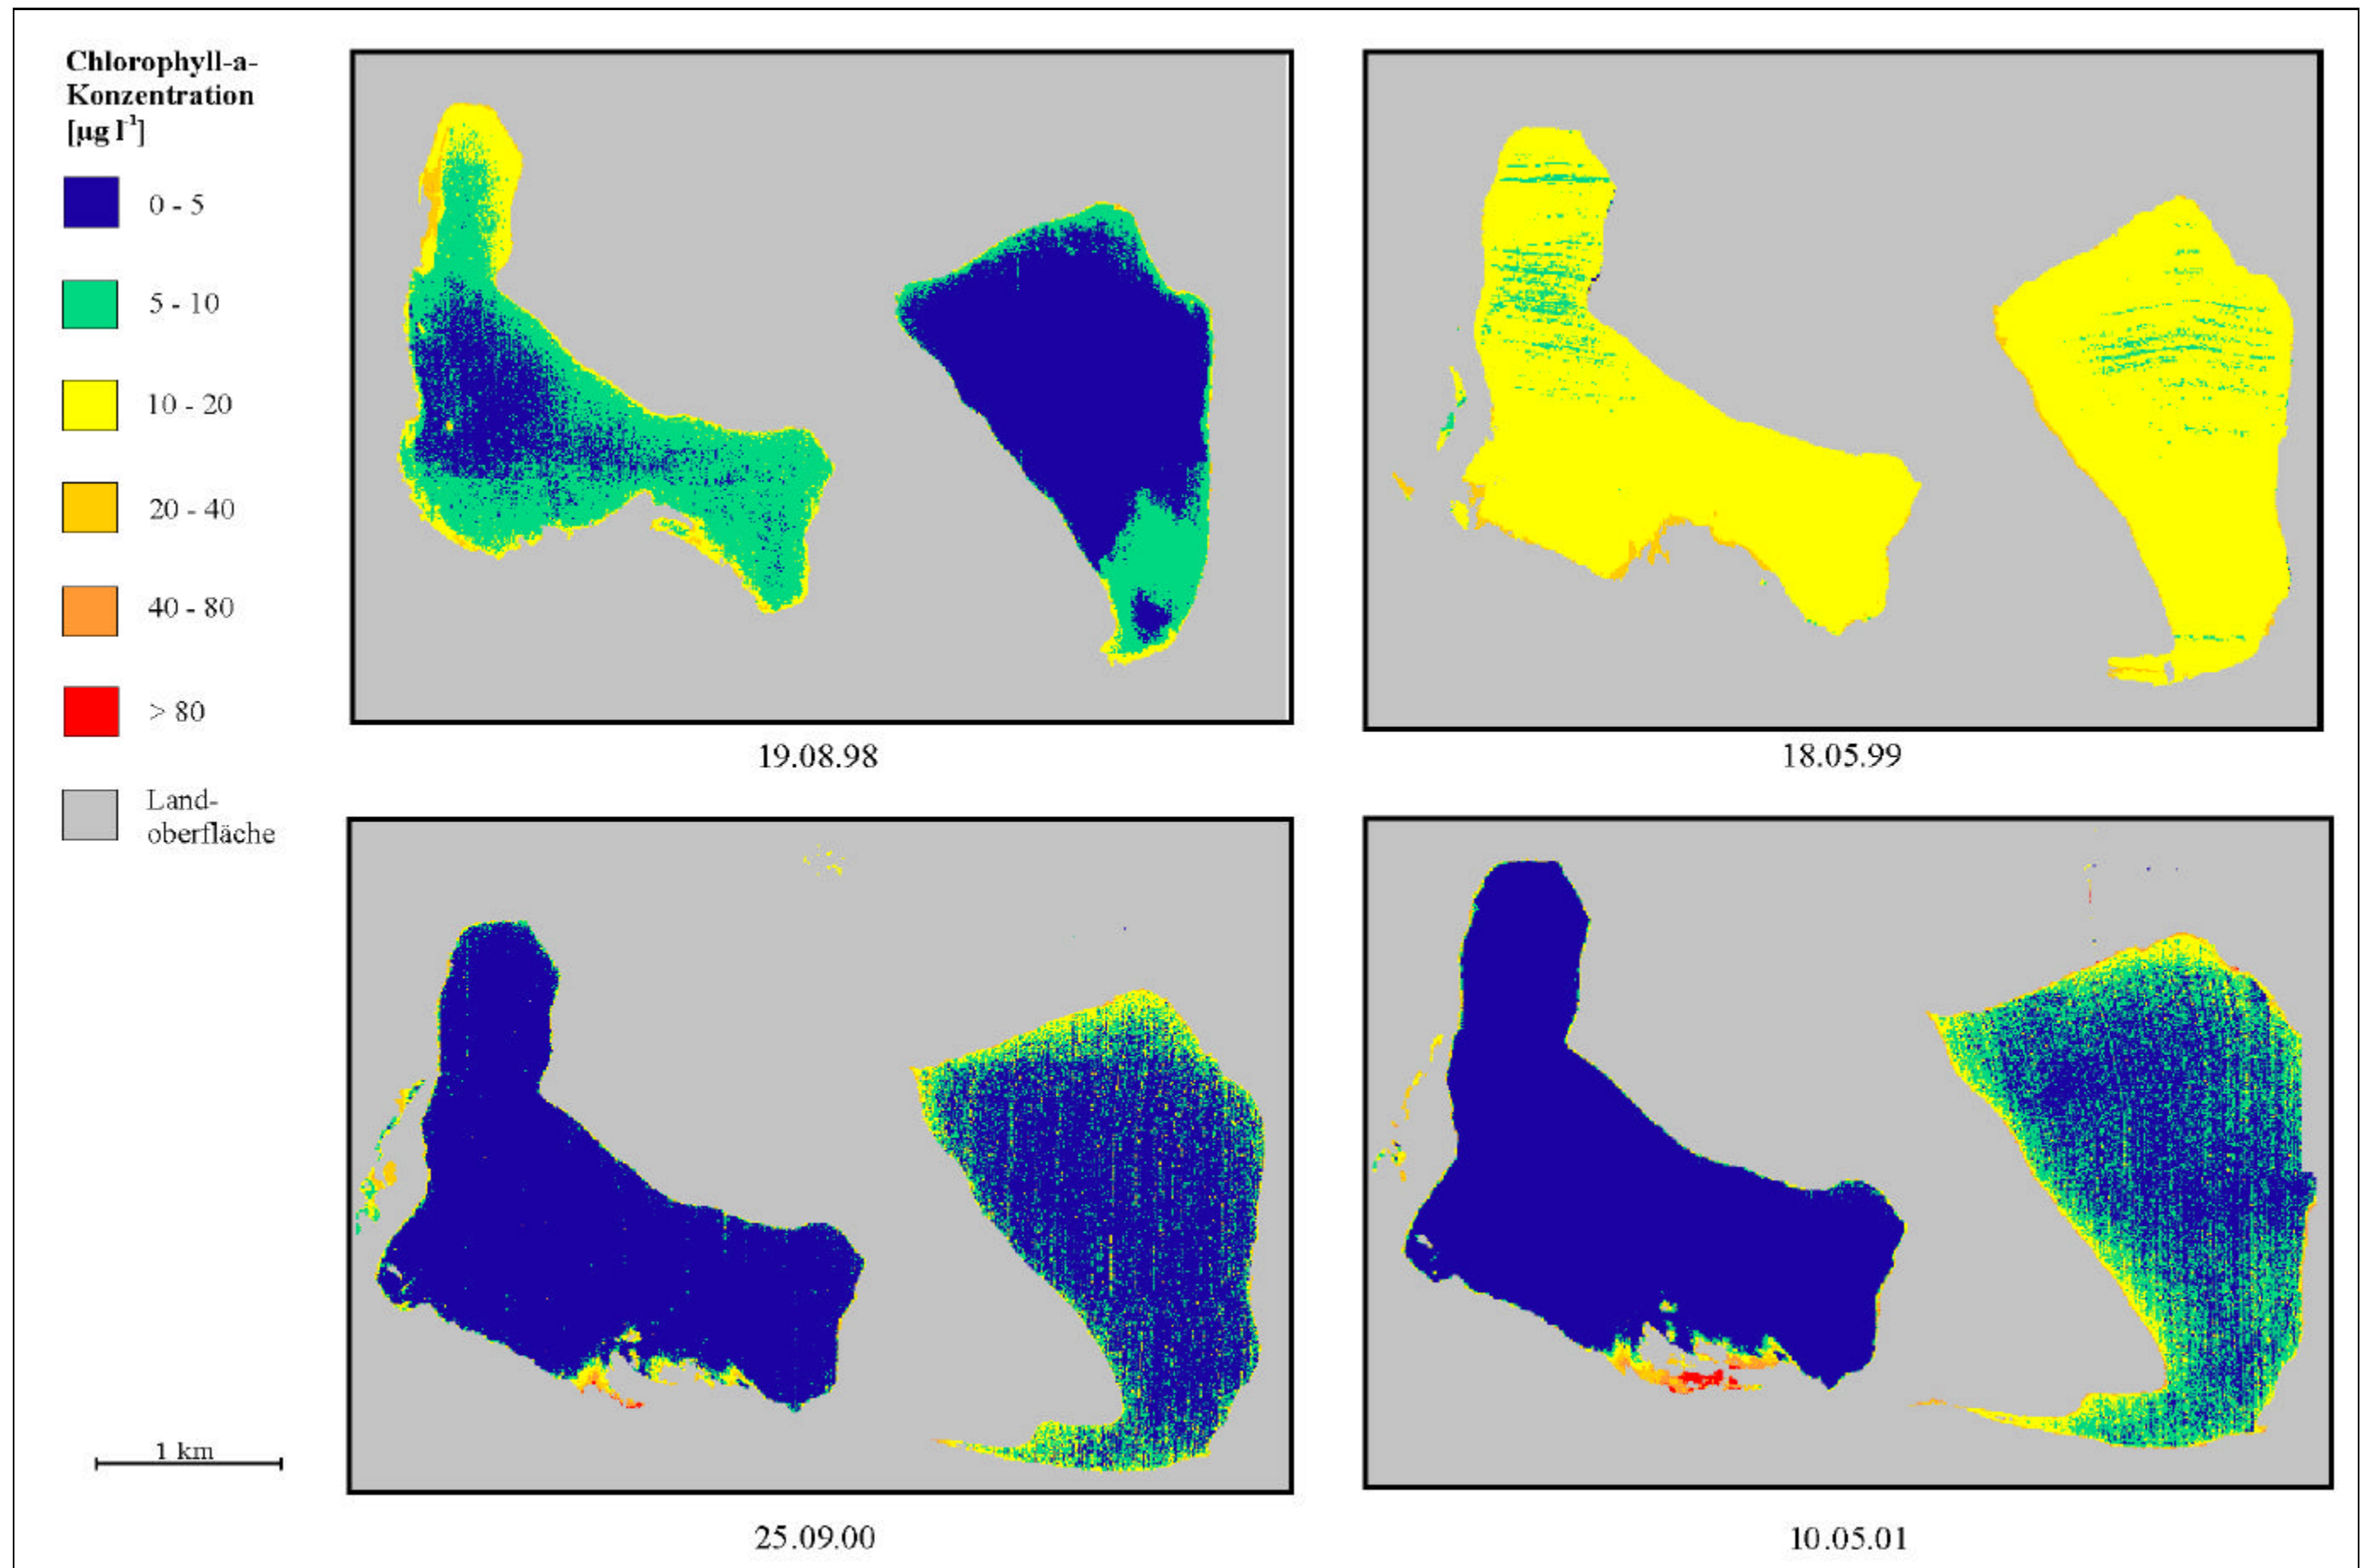 Chlorophyll-a-
Konzentration
[µg l⁻¹]
0 - 5
5 - 10
10 - 20
20 - 40
40 - 80
> 80
Land-
oberfläche
19.08.98
18.05.99
1 km
25.09.00
10.05.01